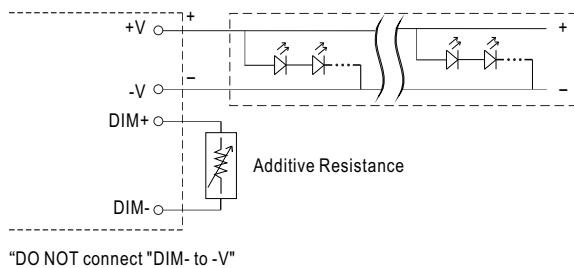 +
+V
+
-V
–
–
DIM+
Additive Resistance
DIM-
“DO NOT connect "DIM- to -V"